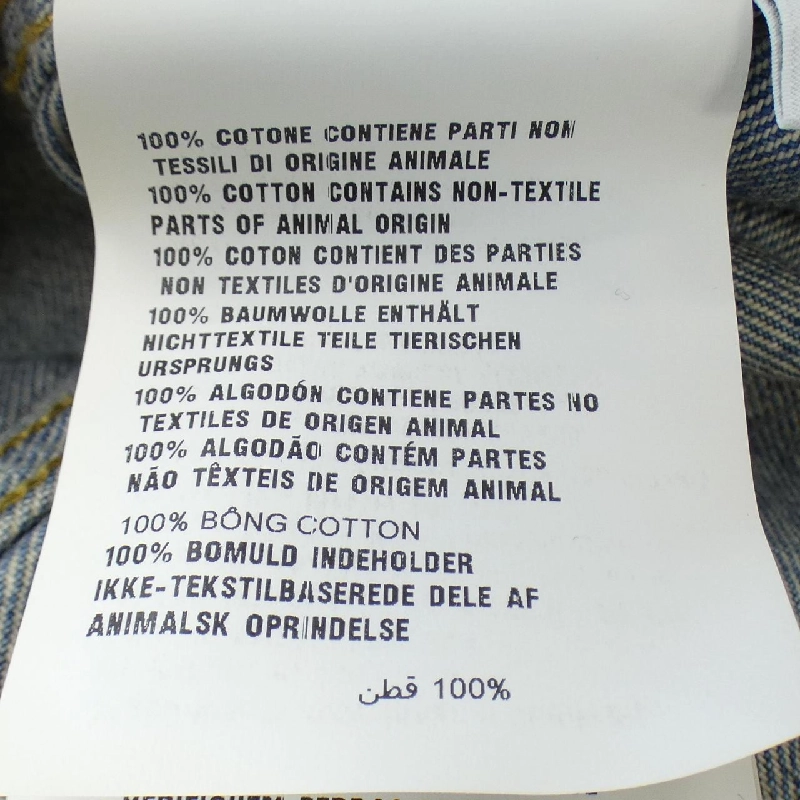 100% COTONE CONTIENE PARTI NON
TESSILI DI ORIGINE ANIMALE
100% COTTON CONTAINS NON-TEXTILE
PARTS OF ANIMAL ORIGIN
100% COTON CONTIENT DES PARTIES
NON TEXTILES D'ORIGINE ANIMALE
100% BAUMWOLLE ENTHÄLT
NICHTTEXTILE TEILE TIERISCHEN
URSPRUNGS
100% ALGODÓN CONTIENE PARTES NO
TEXTILES DE ORIGEN ANIMAL
100% ALGODÃO CONTÉM PARTES
NÃO TÊXTEIS DE ORIGEM ANIMAL
100% BÔNG COTTON
100% BOMULD INDEHOLDER
IKKE-TEKSTILBASEREDE DELE AF
ANIMALSK OPRINDELSE
100% قطن